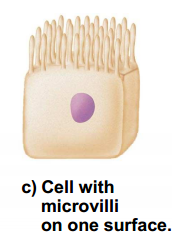 c) Cell with
microvilli
on one surface.